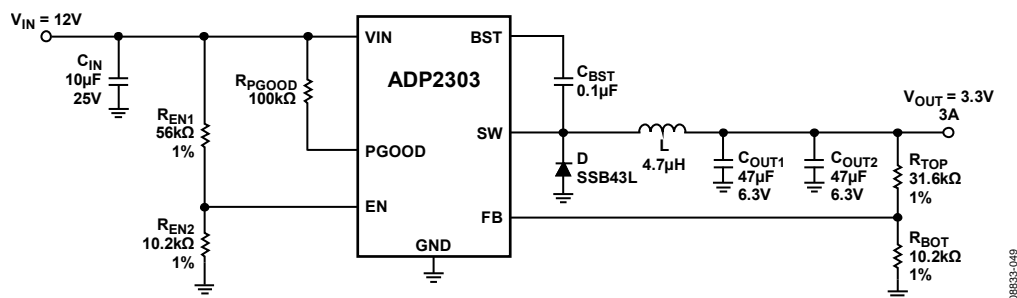 V_IN = 12V
C_IN
10µF
25V
R_EN1
56kΩ
1%
R_EN2
10.2kΩ
1%
R_PGOOD
100kΩ
VIN
BST
ADP2303
SW
PGOOD
EN
FB
GND
C_BST
0.1µF
D
SSB43L
L
4.7µH
C_OUT1
47µF
6.3V
C_OUT2
47µF
6.3V
V_OUT = 3.3V
3A
R_TOP
31.6kΩ
1%
R_BOT
10.2kΩ
1%
08833-049